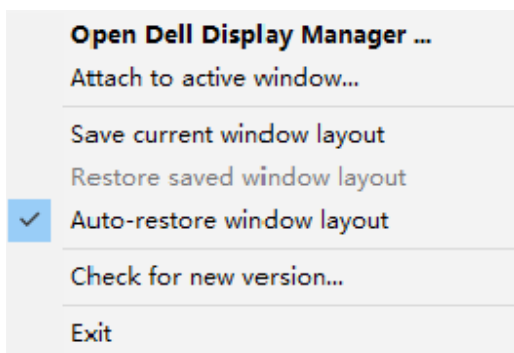 Open Dell Display Manager ...
Attach to active window...
Save current window layout
Restore saved window layout
Auto-restore window layout
Check for new version...
Exit